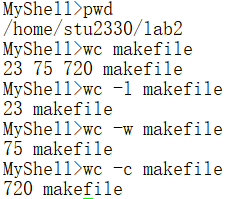 MyShell>pwd
/home/stu2330/lab2
MyShell>wc makefile
23 75 720 makefile
MyShell>wc -l makefile
23 makefile
MyShell>wc -w makefile
75 makefile
MyShell>wc -c makefile
720 makefile